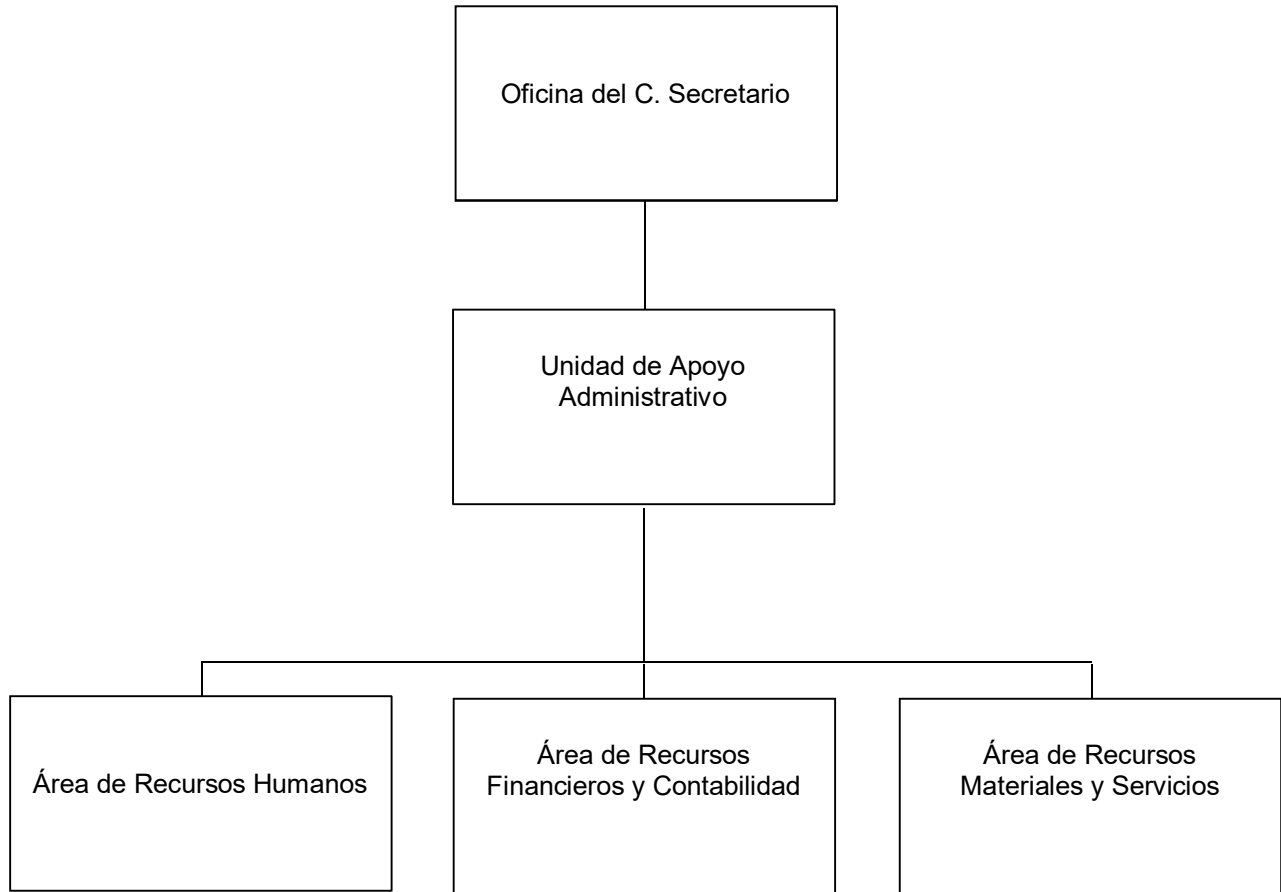 Oficina del C. Secretario
Unidad de Apoyo
Administrativo
Área de Recursos Humanos
Área de Recursos
Financieros y Contabilidad
Área de Recursos
Materiales y Servicios